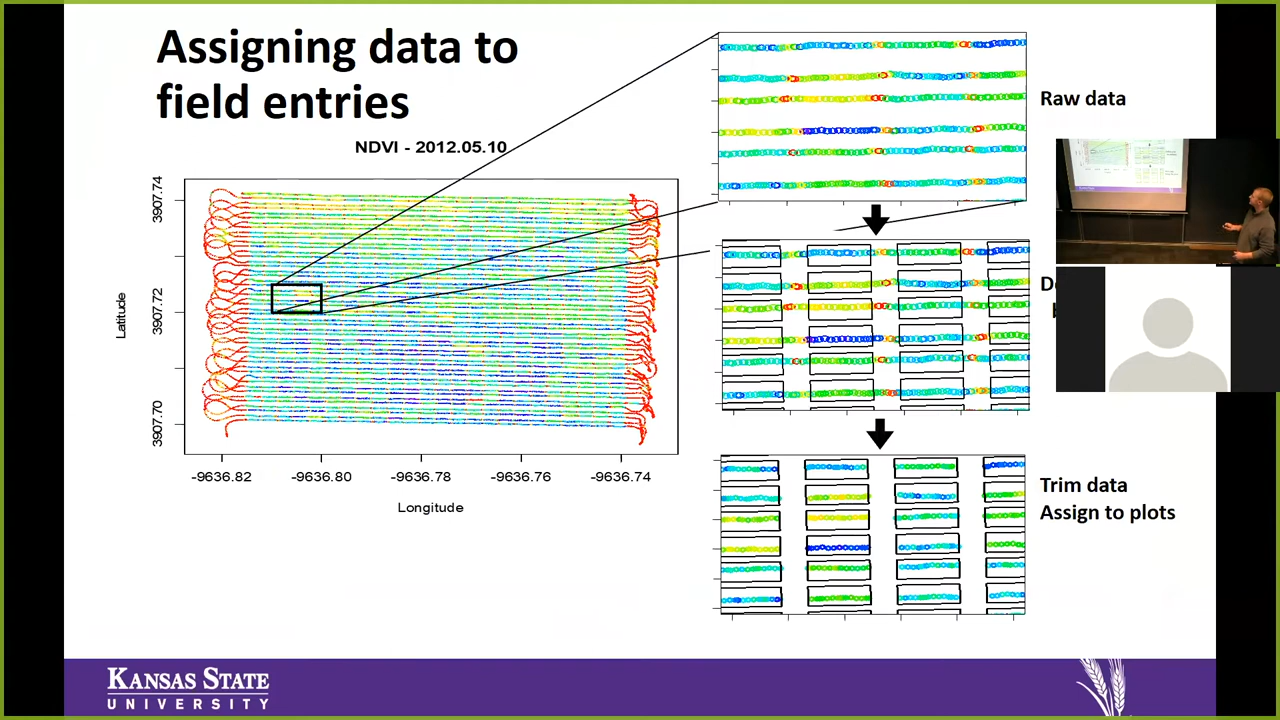 Assigning data to
field entries
NDVI - 2012.05.10
3907.74
3907.72
3907.70
Latitude
-9636.82
-9636.80
-9636.78
-9636.76
-9636.74
Longitude
Raw data
Trim data
Assign to plots
KANSAS STATE
UNIVERSITY